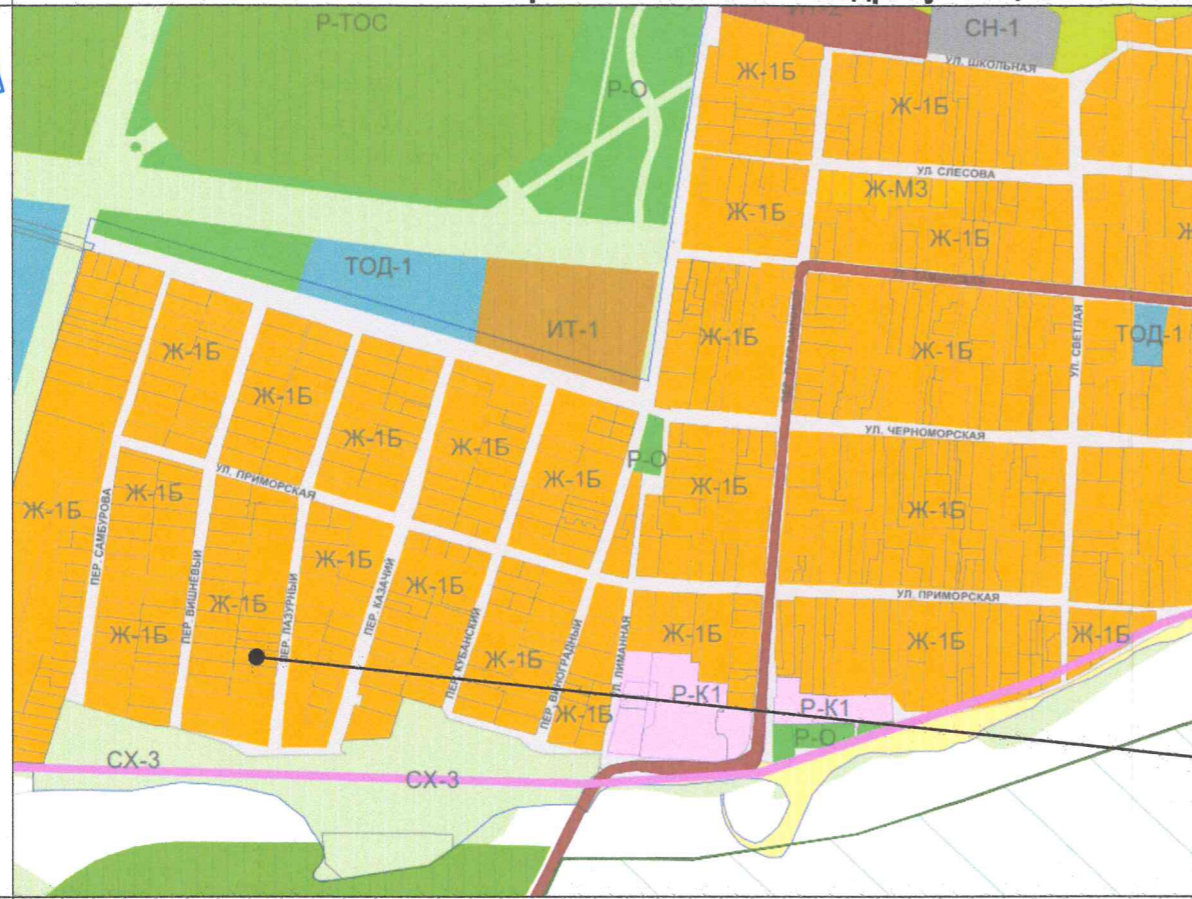 Р-ТОС
СН-1
Ж-1Б
УЛ. ШКОЛЬНАЯ
Р-О
Ж-1Б
УЛ. СЛЕСОВА
Ж-М3
Ж-1Б
Ж-1Б
ТОД-1
ИТ-1
Ж-1Б
Ж-1Б
УЛ. СВЕТЛАЯ
ТОД-1
Ж-1Б
Ж-1Б
Ж-1Б
Ж-1Б
Ж-1Б
УЛ. ЧЕРНОМОРСКАЯ
Р-О
УЛ. ПРИМОРСКАЯ
Ж-1Б
Ж-1Б
Ж-1Б
Ж-1Б
ПЕР. САМБУРОВА
ПЕР. ВИШНЕВЫЙ
Ж-1Б
ПЕР. ЛАЗУРНЫЙ
Ж-1Б
ПЕР. КАЗАЧИЙ
Ж-1Б
УЛ. ПРИМОРСКАЯ
Ж-1Б
Ж-1Б
ПЕР. КУБАНСКИЙ
Ж-1Б
ПЕР. ВИНОГРАДНЫЙ
УЛ. ЛИМАННАЯ
Ж-1Б
Ж-1Б
Ж-1Б
Ж-1Б
Р-К1
Р-К1
Р-О
СХ-3
СХ-3